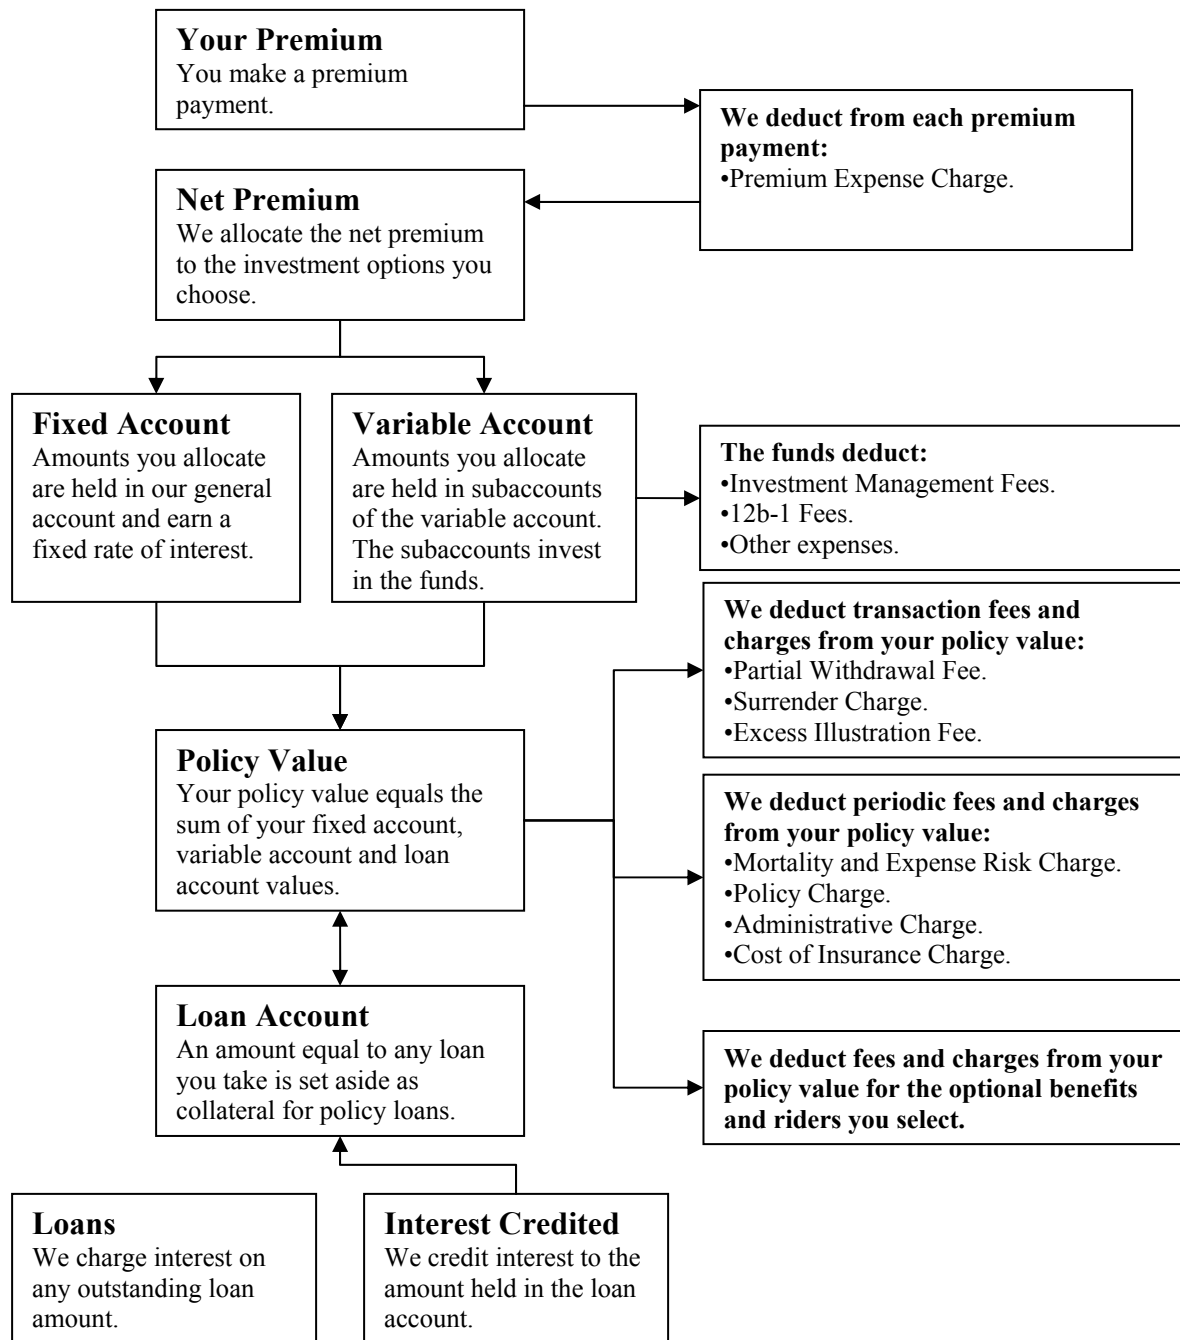 Your Premium
You make a premium
payment.
We deduct from each premium
payment:
•Premium Expense Charge.
Net Premium
We allocate the net premium
to the investment options you
choose.
Fixed Account
Amounts you allocate
are held in our general
account and earn a
fixed rate of interest.
Variable Account
Amounts you allocate
are held in subaccounts
of the variable account.
The subaccounts invest
in the funds.
The funds deduct:
•Investment Management Fees.
•12b-1 Fees.
•Other expenses.
We deduct transaction fees and
charges from your policy value:
•Partial Withdrawal Fee.
•Surrender Charge.
•Excess Illustration Fee.
Policy Value
Your policy value equals the
sum of your fixed account,
variable account and loan
account values.
We deduct periodic fees and charges
from your policy value:
•Mortality and Expense Risk Charge.
•Policy Charge.
•Administrative Charge.
•Cost of Insurance Charge.
Loan Account
An amount equal to any loan
you take is set aside as
collateral for policy loans.
We deduct fees and charges from your
policy value for the optional benefits
and riders you select.
Loans
We charge interest on
any outstanding loan
amount.
Interest Credited
We credit interest to the
amount held in the loan
account.